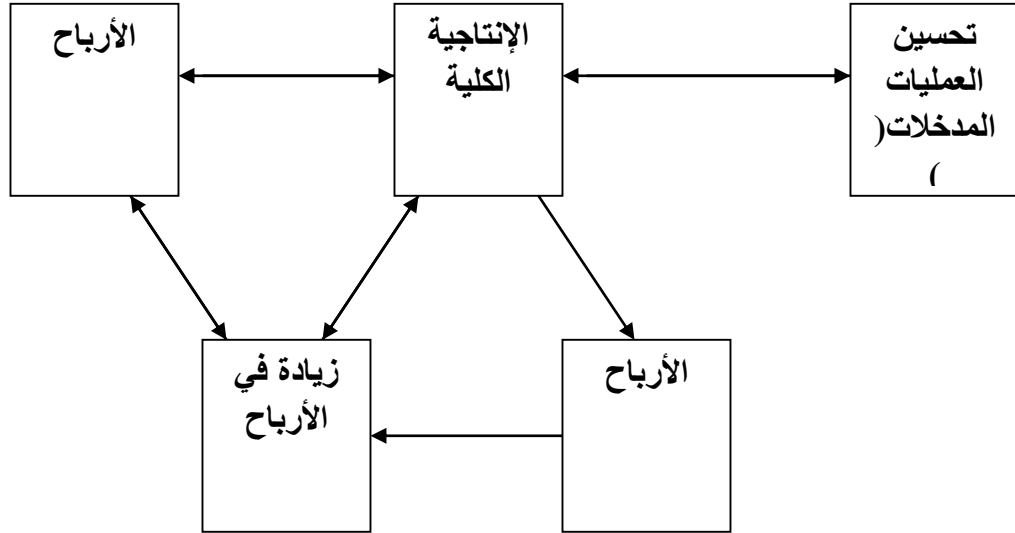 تحسين
العمليات
المدخلات(
)
الإنتاجية
الكلية
الأرباح
الأرباح
زيادة في
الأرباح